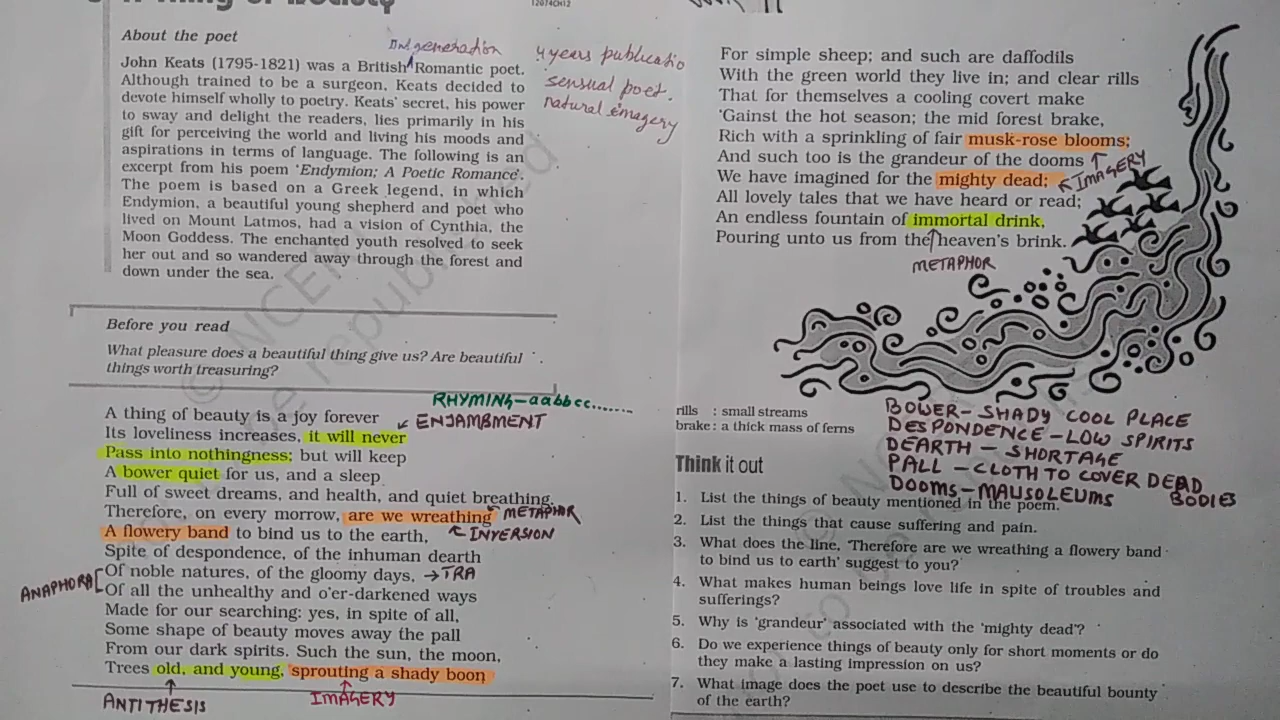 A Thing of Beauty
12074CH12
About the poet
IInd generation
John Keats (1795-1821) was a British Romantic poet.
Although trained to be a surgeon, Keats decided to
devote himself wholly to poetry. Keats' secret, his power
to sway and delight the readers, lies primarily in his
gift for perceiving the world and living his moods and
aspirations in terms of language. The following is an
excerpt from his poem 'Endymion; A Poetic Romance'.
The poem is based on a Greek legend, in which
Endymion, a beautiful young shepherd and poet who
lived on Mount Latmos, had a vision of Cynthia, the
Moon Goddess. The enchanted youth resolved to seek
her out and so wandered away through the forest and
down under the sea.
4 years publicatio
sensual poet.
natural imagery
Before you read
What pleasure does a beautiful thing give us? Are beautiful
things worth treasuring?
RHYMING-aabbcc.......
A thing of beauty is a joy forever
ENJAMBMENT
Its loveliness increases, it will never
Pass into nothingness; but will keep
A bower quiet for us, and a sleep
Full of sweet dreams, and health, and quiet breathing.
Therefore, on every morrow, are we wreathing METAPHOR
A flowery band to bind us to the earth, INVERSION
Spite of despondence, of the inhuman dearth
Of noble natures, of the gloomy days, →TRA
ANAPHORA
Of all the unhealthy and o'er-darkened ways
Made for our searching: yes, in spite of all,
Some shape of beauty moves away the pall
From our dark spirits. Such the sun, the moon,
Trees old, and young, sprouting a shady boon
ANTITHESIS
IMAGERY
For simple sheep; and such are daffodils
With the green world they live in; and clear rills
That for themselves a cooling covert make
'Gainst the hot season; the mid forest brake,
Rich with a sprinkling of fair musk-rose blooms;
And such too is the grandeur of the dooms
We have imagined for the mighty dead; IMAGERY
All lovely tales that we have heard or read;
An endless fountain of immortal drink,
Pouring unto us from the heaven's brink.
METAPHOR
rills : small streams
brake : a thick mass of ferns
BOWER- SHADY COOL PLACE
DESPONDENCE-LOW SPIRITS
DEARTH - SHORTAGE
PALL -CLOTH TO COVER DEAD
BODIES
DOOMS-MAUSOLEUMS
Think it out
1. List the things of beauty mentioned in the poem.
2. List the things that cause suffering and pain.
3. What does the line, 'Therefore are we wreathing a flowery band
to bind us to earth' suggest to you?
4. What makes human beings love life in spite of troubles and
sufferings?
5. Why is 'grandeur' associated with the 'mighty dead'?
6. Do we experience things of beauty only for short moments or do
they make a lasting impression on us?
7. What image does the poet use to describe the beautiful bounty
of the earth?